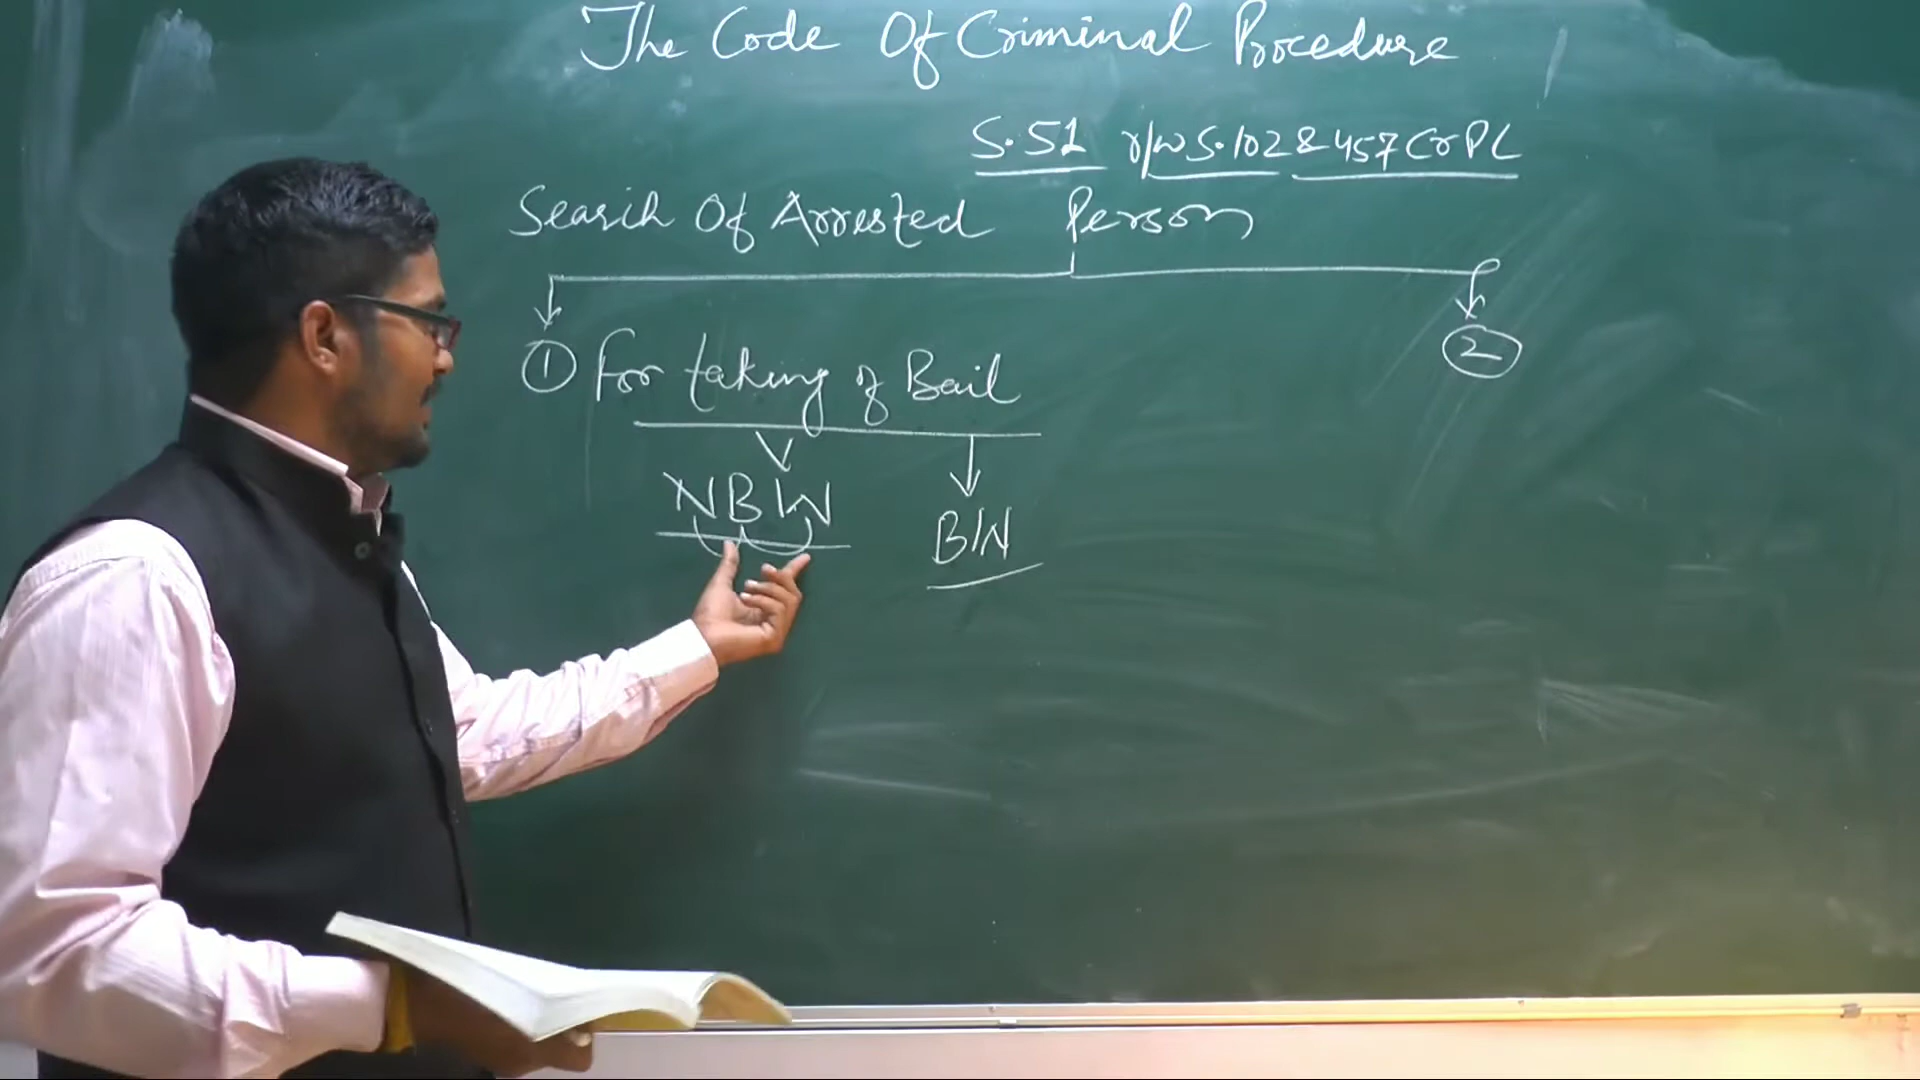 The Code Of Criminal Procedure
S.51 r/w S.102 & 457 CrPC
Search Of Arrested Person
1 For taking of Bail
2
NBW
BW